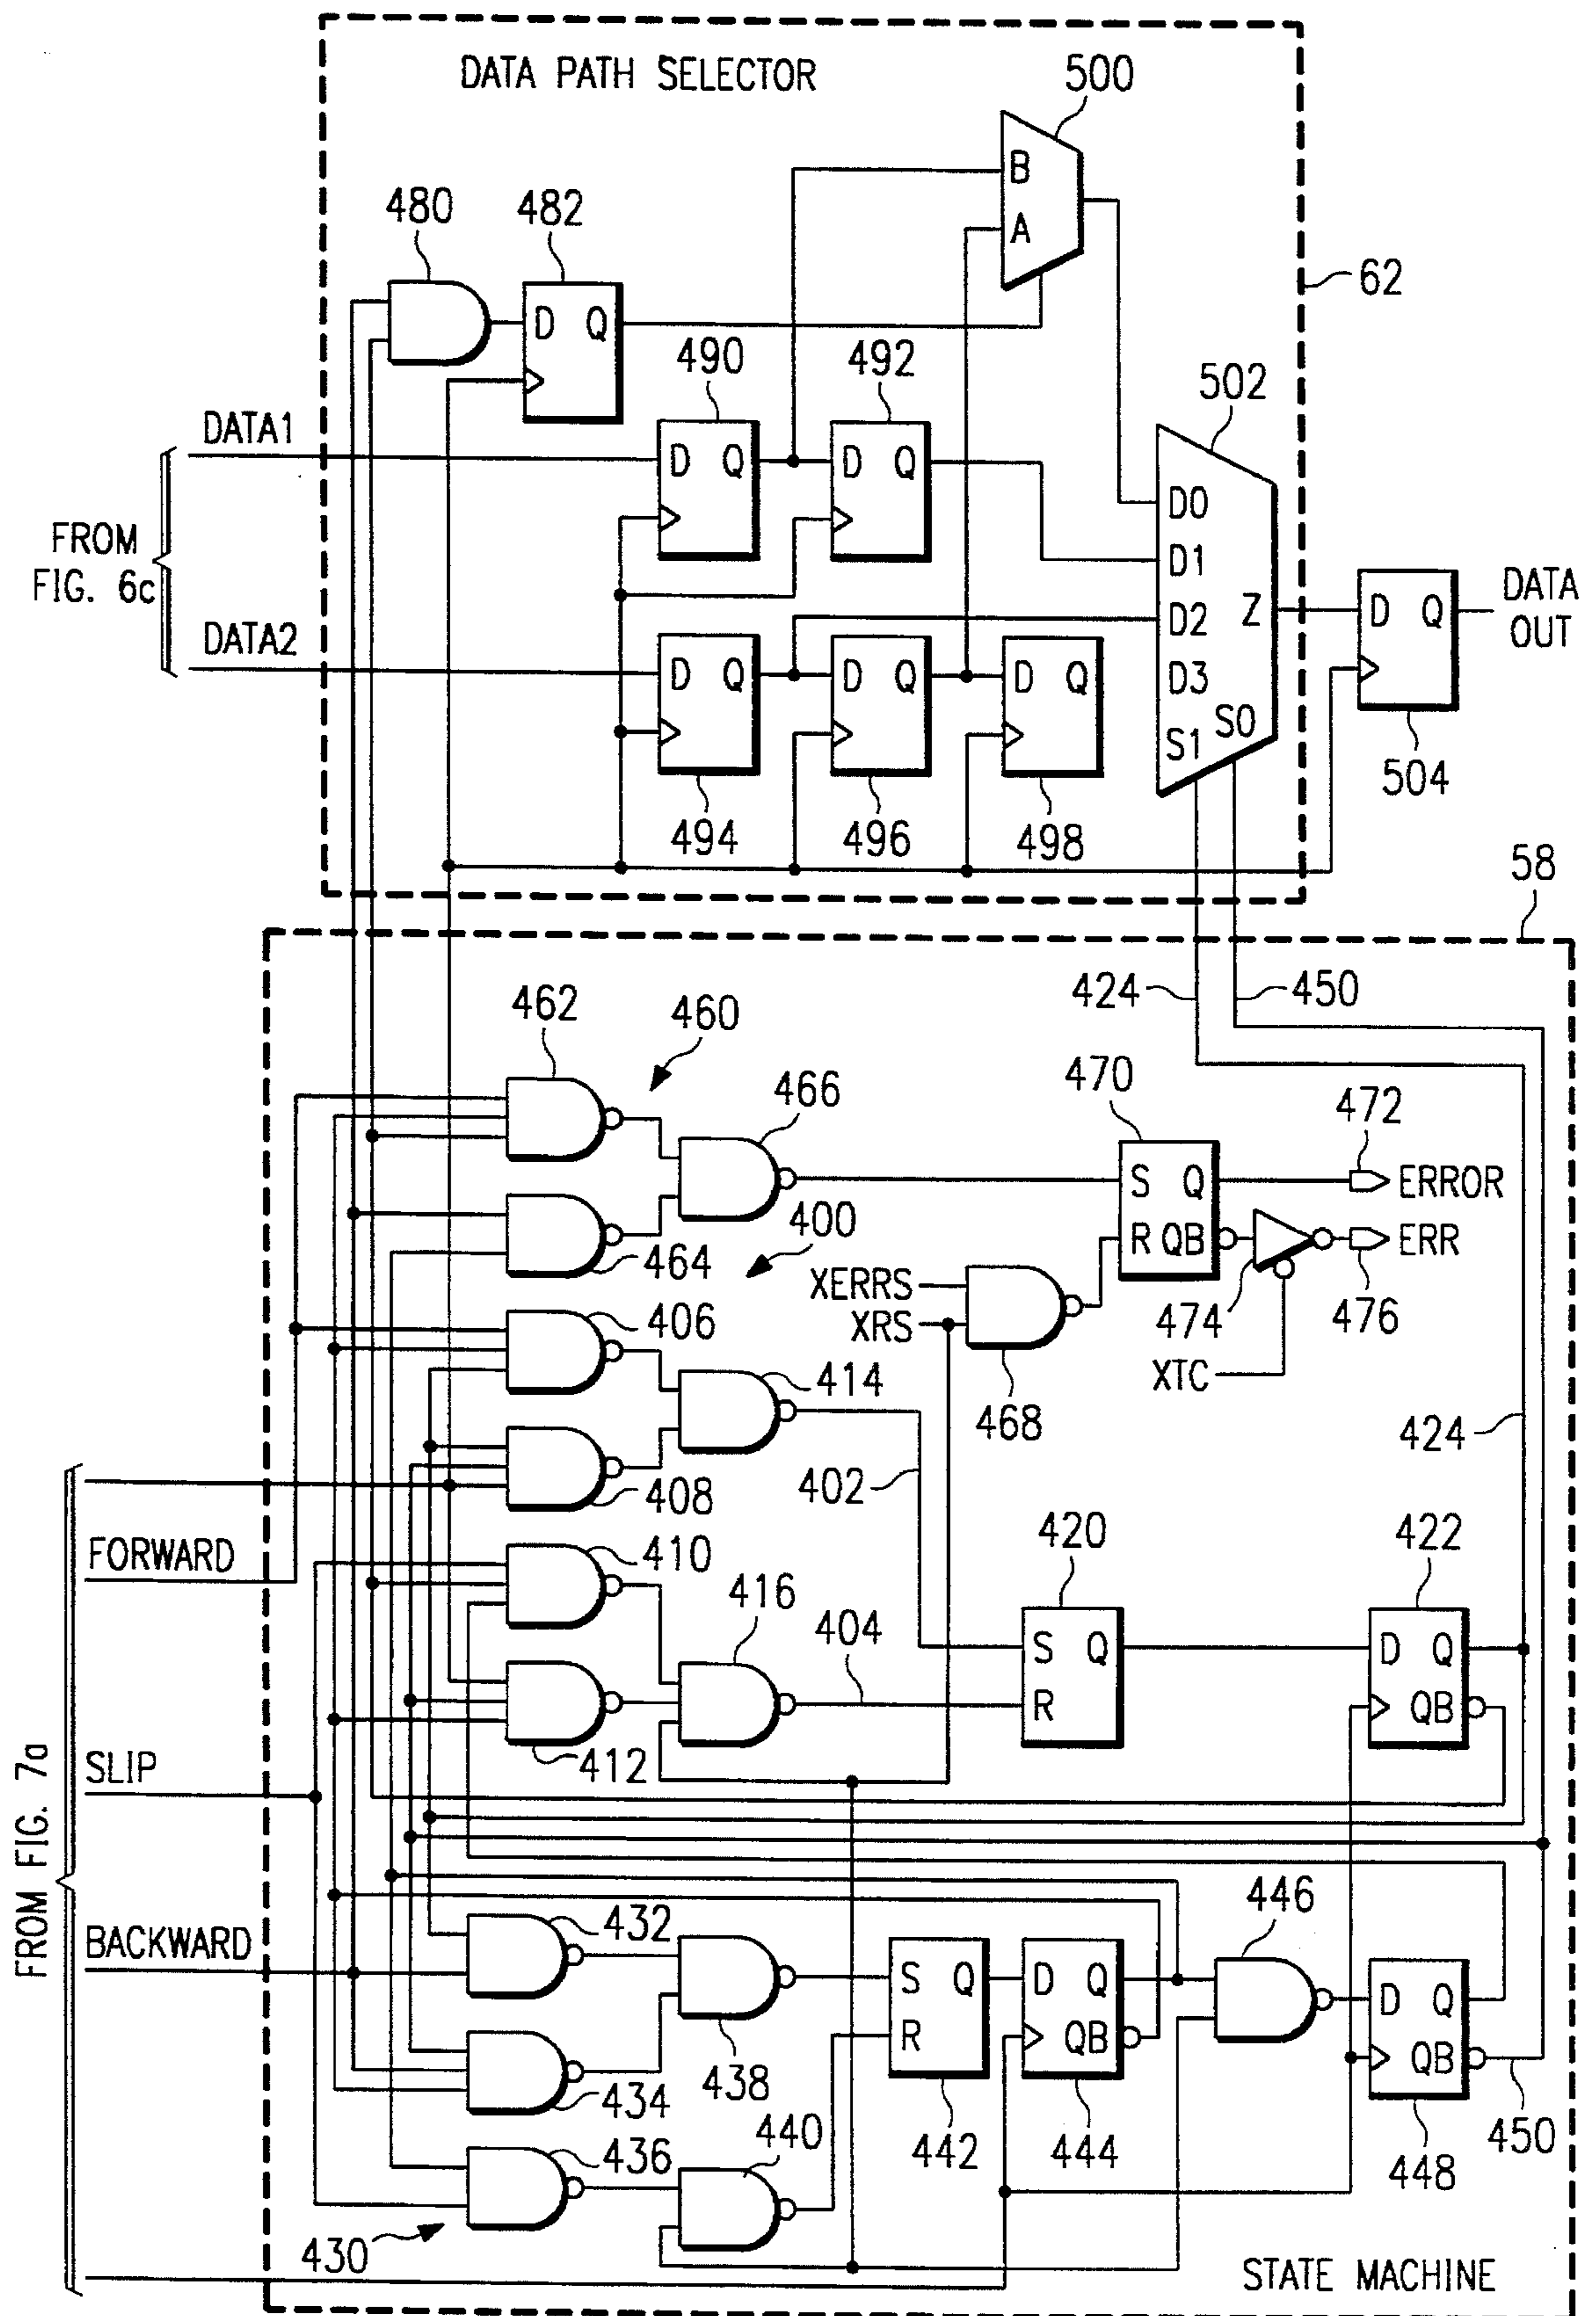 DATA PATH SELECTOR
500
B
A
480
482
D Q
62
490
492
502
DATA1
D Q
D Q
D0
D1
D2
D3
S1
S0
Z
FROM
FIG. 6c
DATA2
D Q
D Q
D Q
494
496
498
D Q
DATA
OUT
504
58
424
450
462
460
466
470
472
S Q
R QB
ERROR
ERR
464
400
XERRS
XRS
474
476
XTC
406
414
468
408
402
424
FORWARD
410
416
404
420
422
S Q
R
D Q
QB
412
SLIP
FROM FIG. 7a
BACKWARD
432
446
S Q
R
D Q
QB
D Q
QB
438
434
436
440
442
444
448
450
430
STATE MACHINE